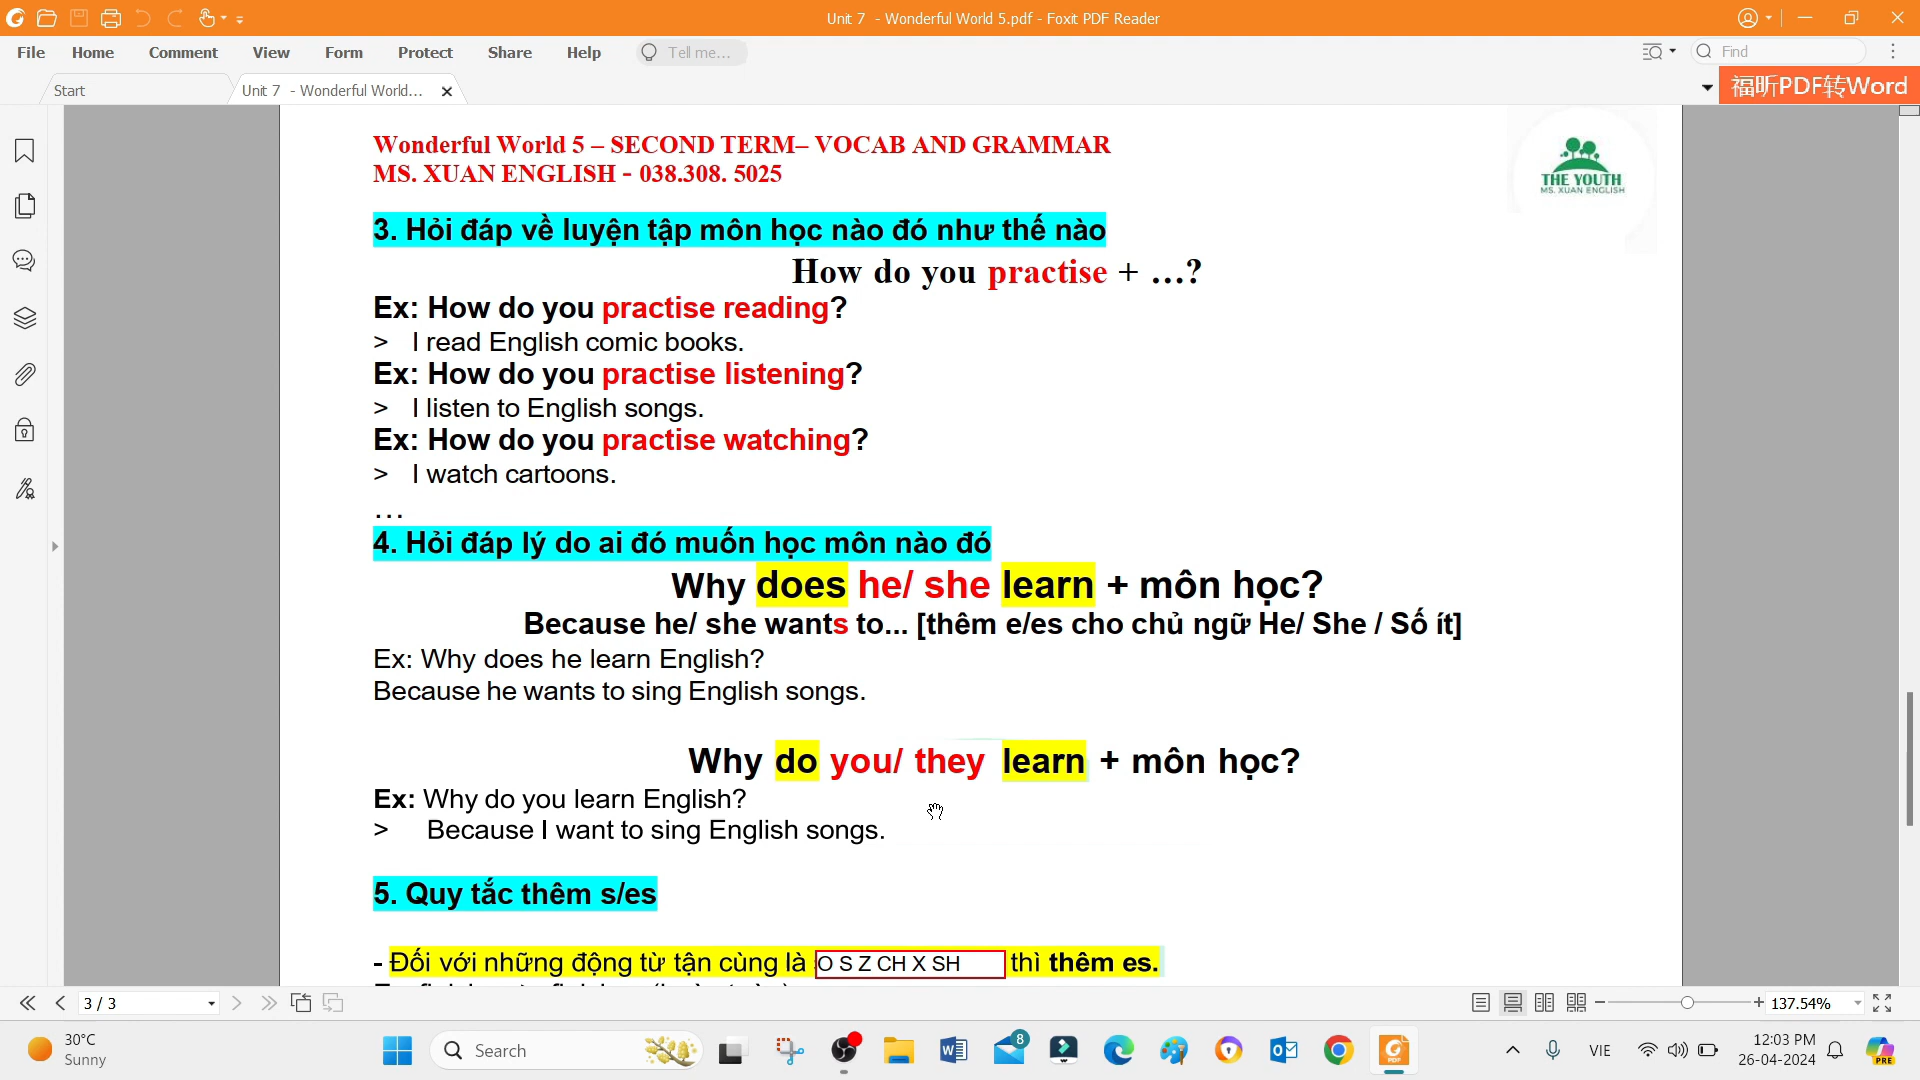 Unit 7 - Wonderful World 5.pdf - Foxit PDF Reader
File Home Comment View Form Protect Share Help Tell me... Find
Start Unit 7 - Wonderful World... 福昕PDF转Word
Wonderful World 5 – SECOND TERM– VOCAB AND GRAMMAR
MS. XUAN ENGLISH - 038.308. 5025
THE YOUTH
MS. XUAN ENGLISH
3. Hỏi đáp về luyện tập môn học nào đó như thế nào
How do you practise + ...?
Ex: How do you practise reading?
> I read English comic books.
Ex: How do you practise listening?
> I listen to English songs.
Ex: How do you practise watching?
> I watch cartoons.
...
4. Hỏi đáp lý do ai đó muốn học môn nào đó
Why does he/ she learn + môn học?
Because he/ she wants to... [thêm e/es cho chủ ngữ He/ She / Số ít]
Ex: Why does he learn English?
Because he wants to sing English songs.
Why do you/ they learn + môn học?
Ex: Why do you learn English?
> Because I want to sing English songs.
5. Quy tắc thêm s/es
- Đối với những động từ tận cùng là O S Z CH X SH thì thêm es.
3 / 3 137.54%
30°C
Sunny
Search
8
VIE
12:03 PM
26-04-2024
PRE